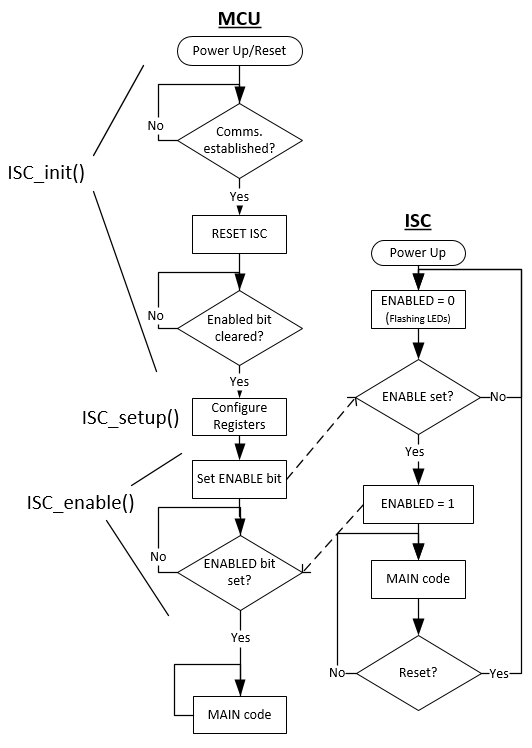 MCU
Power Up/Reset
No
Comms.
established?
ISC_init()
Yes
RESET ISC
No
Enabled bit
cleared?
Yes
ISC_setup()
Configure
Registers
ISC_enable()
Set ENABLE bit
No
ENABLED bit
set?
Yes
MAIN code
ISC
Power Up
ENABLED = 0
(Flashing LEDs)
ENABLE set?
No
Yes
ENABLED = 1
MAIN code
No
Reset?
Yes